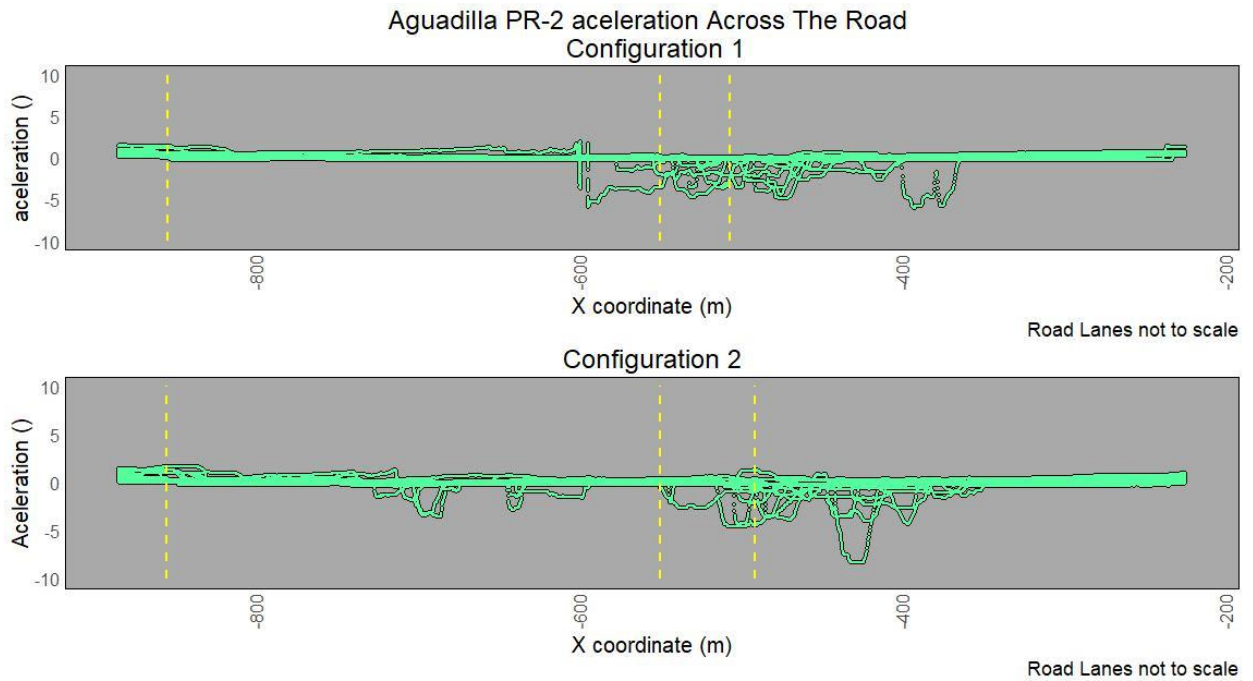 Aguadilla PR-2 aceleration Across The Road
Configuration 1
10
5
0
-5
-10
aceleration ()
-800
-600
-400
-200
X coordinate (m)
Road Lanes not to scale
Configuration 2
10
5
0
-5
-10
Aceleration ()
-800
-600
-400
-200
X coordinate (m)
Road Lanes not to scale